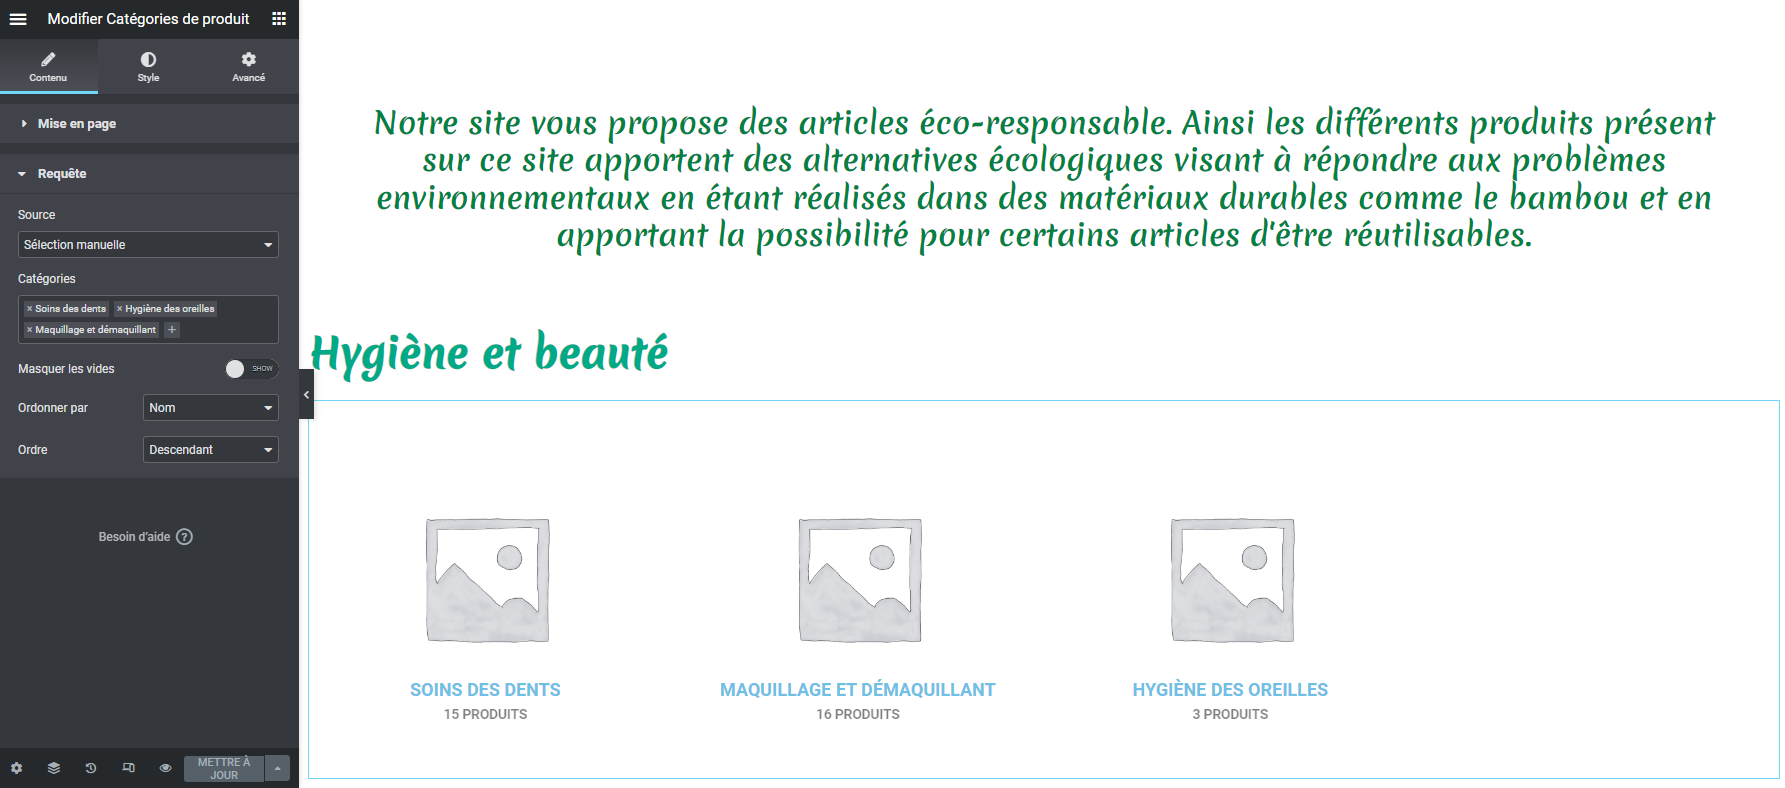 Modifier Catégories de produit
Contenu
Style
Avancé
Mise en page
Requête
Source
Sélection manuelle
Catégories
× Soins des dents × Hygiène des oreilles
× Maquillage et démaquillant +
Masquer les vides
SHOW
Ordonner par
Nom
Ordre
Descendant
Besoin d'aide ?
METTRE À
JOUR
Notre site vous propose des articles éco-responsable. Ainsi les différents produits présent
sur ce site apportent des alternatives écologiques visant à répondre aux problèmes
environnementaux en étant réalisés dans des matériaux durables comme le bambou et en
apportant la possibilité pour certains articles d'être réutilisables.
Hygiène et beauté
SOINS DES DENTS
15 PRODUITS
MAQUILLAGE ET DÉMAQUILLANT
16 PRODUITS
HYGIÈNE DES OREILLES
3 PRODUITS